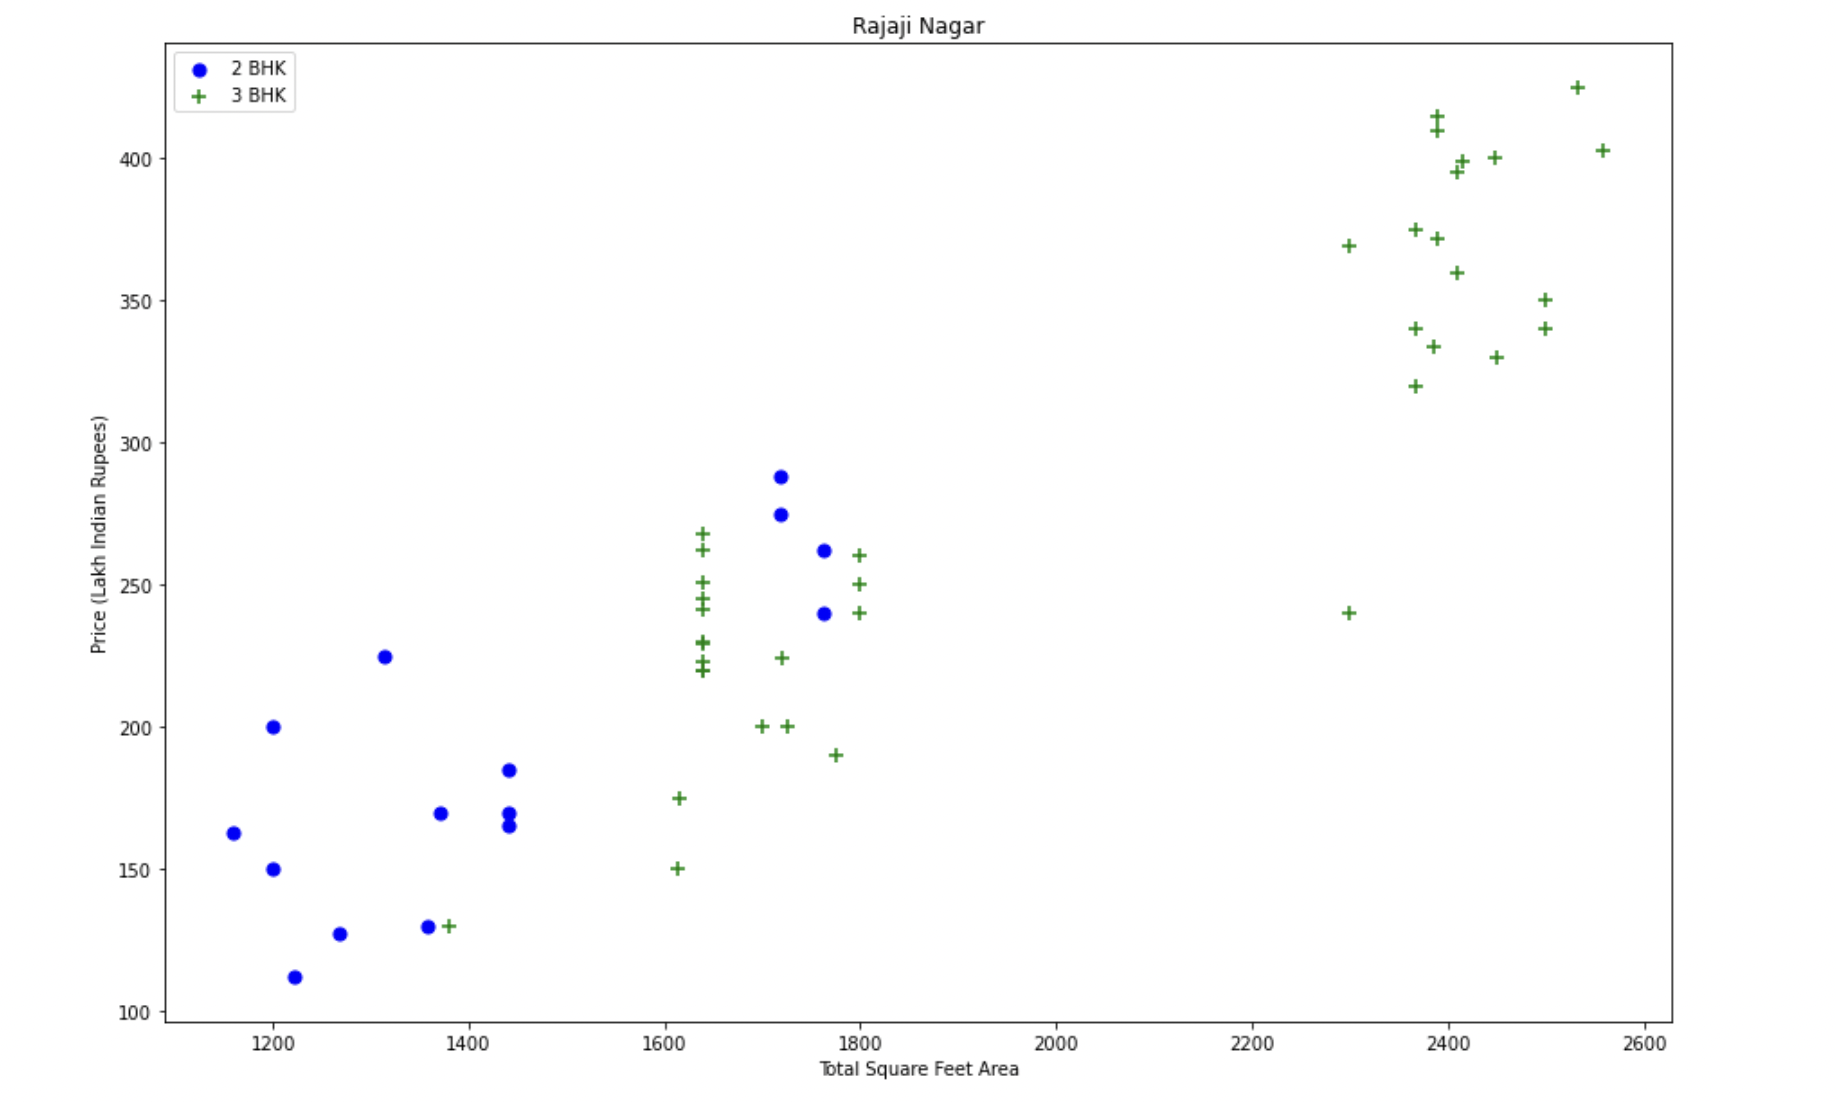 Rajaji Nagar
2 BHK
3 BHK
400
350
300
250
200
150
100
Price (Lakh Indian Rupees)
1200 1400 1600 1800 2000 2200 2400 2600
Total Square Feet Area